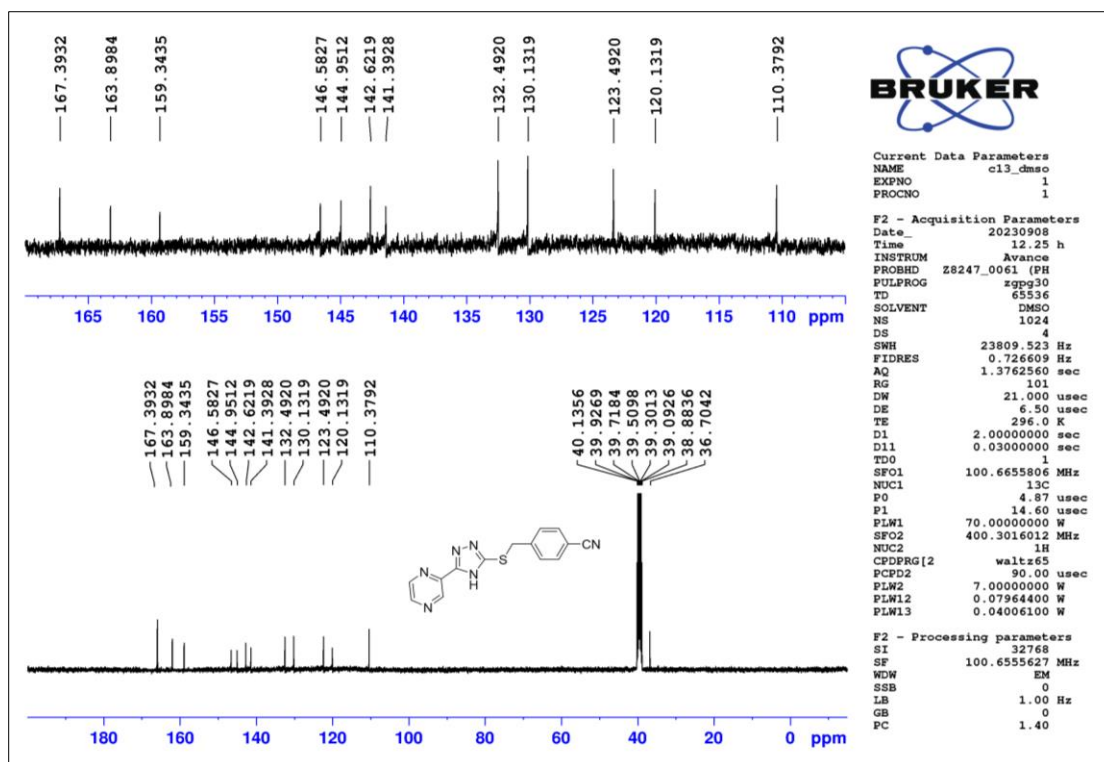 167.3932
163.8984
159.3435
146.5827
144.9512
142.6219
141.3928
132.4920
130.1319
123.4920
120.1319
110.3792
165 160 155 150 145 140 135 130 125 120 115 110 ppm
167.3932
163.8984
159.3435
146.5827
144.9512
142.6219
141.3928
132.4920
130.1319
123.4920
120.1319
110.3792
40.1356
39.9269
39.7184
39.5098
39.3013
39.0926
38.8836
36.7042
N N
N
H
S
CN
N
N
180 160 140 120 100 80 60 40 20 0 ppm
BRUKER
Current Data Parameters
NAME c13_dmso
EXPNO 1
PROCNO 1
F2 - Acquisition Parameters
Date_ 20230908
Time 12.25 h
INSTRUM Avance
PROBHD Z8247_0061 (PH
PULPROG zgpg30
TD 65536
SOLVENT DMSO
NS 1024
DS 4
SWH 23809.523 Hz
FIDRES 0.726609 Hz
AQ 1.3762560 sec
RG 101
DW 21.000 usec
DE 6.50 usec
TE 296.0 K
D1 2.00000000 sec
D11 0.03000000 sec
TD0 1
SFO1 100.6655806 MHz
NUC1 13C
P0 4.87 usec
P1 14.60 usec
PLW1 70.00000000 W
SFO2 400.3016012 MHz
NUC2 1H
CPDPRG[2 waltz65
PCPD2 90.00 usec
PLW2 7.00000000 W
PLW12 0.07964400 W
PLW13 0.04006100 W
F2 - Processing parameters
SI 32768
SF 100.6555627 MHz
WDW EM
SSB 0
LB 1.00 Hz
GB 0
PC 1.40